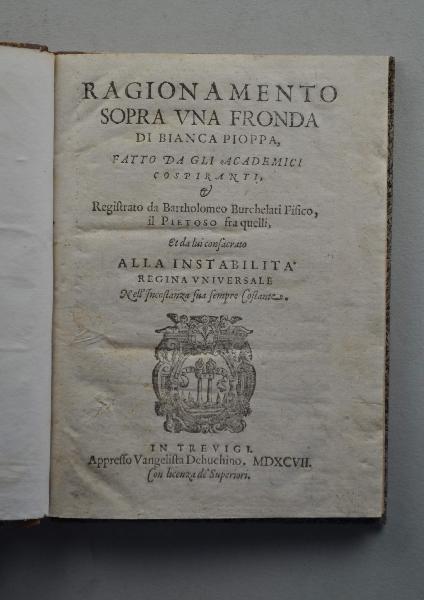 RAGIONAMENTO
SOPRA VNA FRONDA
DI BIANCA PIOPPA,
FATTO DA GLI ACADEMICI
COSPIRANTI,
&
Regiſtrato da Bartholomeo Burchelati Fiſico,
il PIETOSO fra quelli,
Et da lui conſacrato
ALLA INSTABILITA'
REGINA VNIVERSALE
Nell'Incoſtanza ſua ſempre Coſtante.
IN TREVIGI.
Appreſſo Vangeliſta Dehuchino. MDXCVII.
Con licenza de' Superiori.